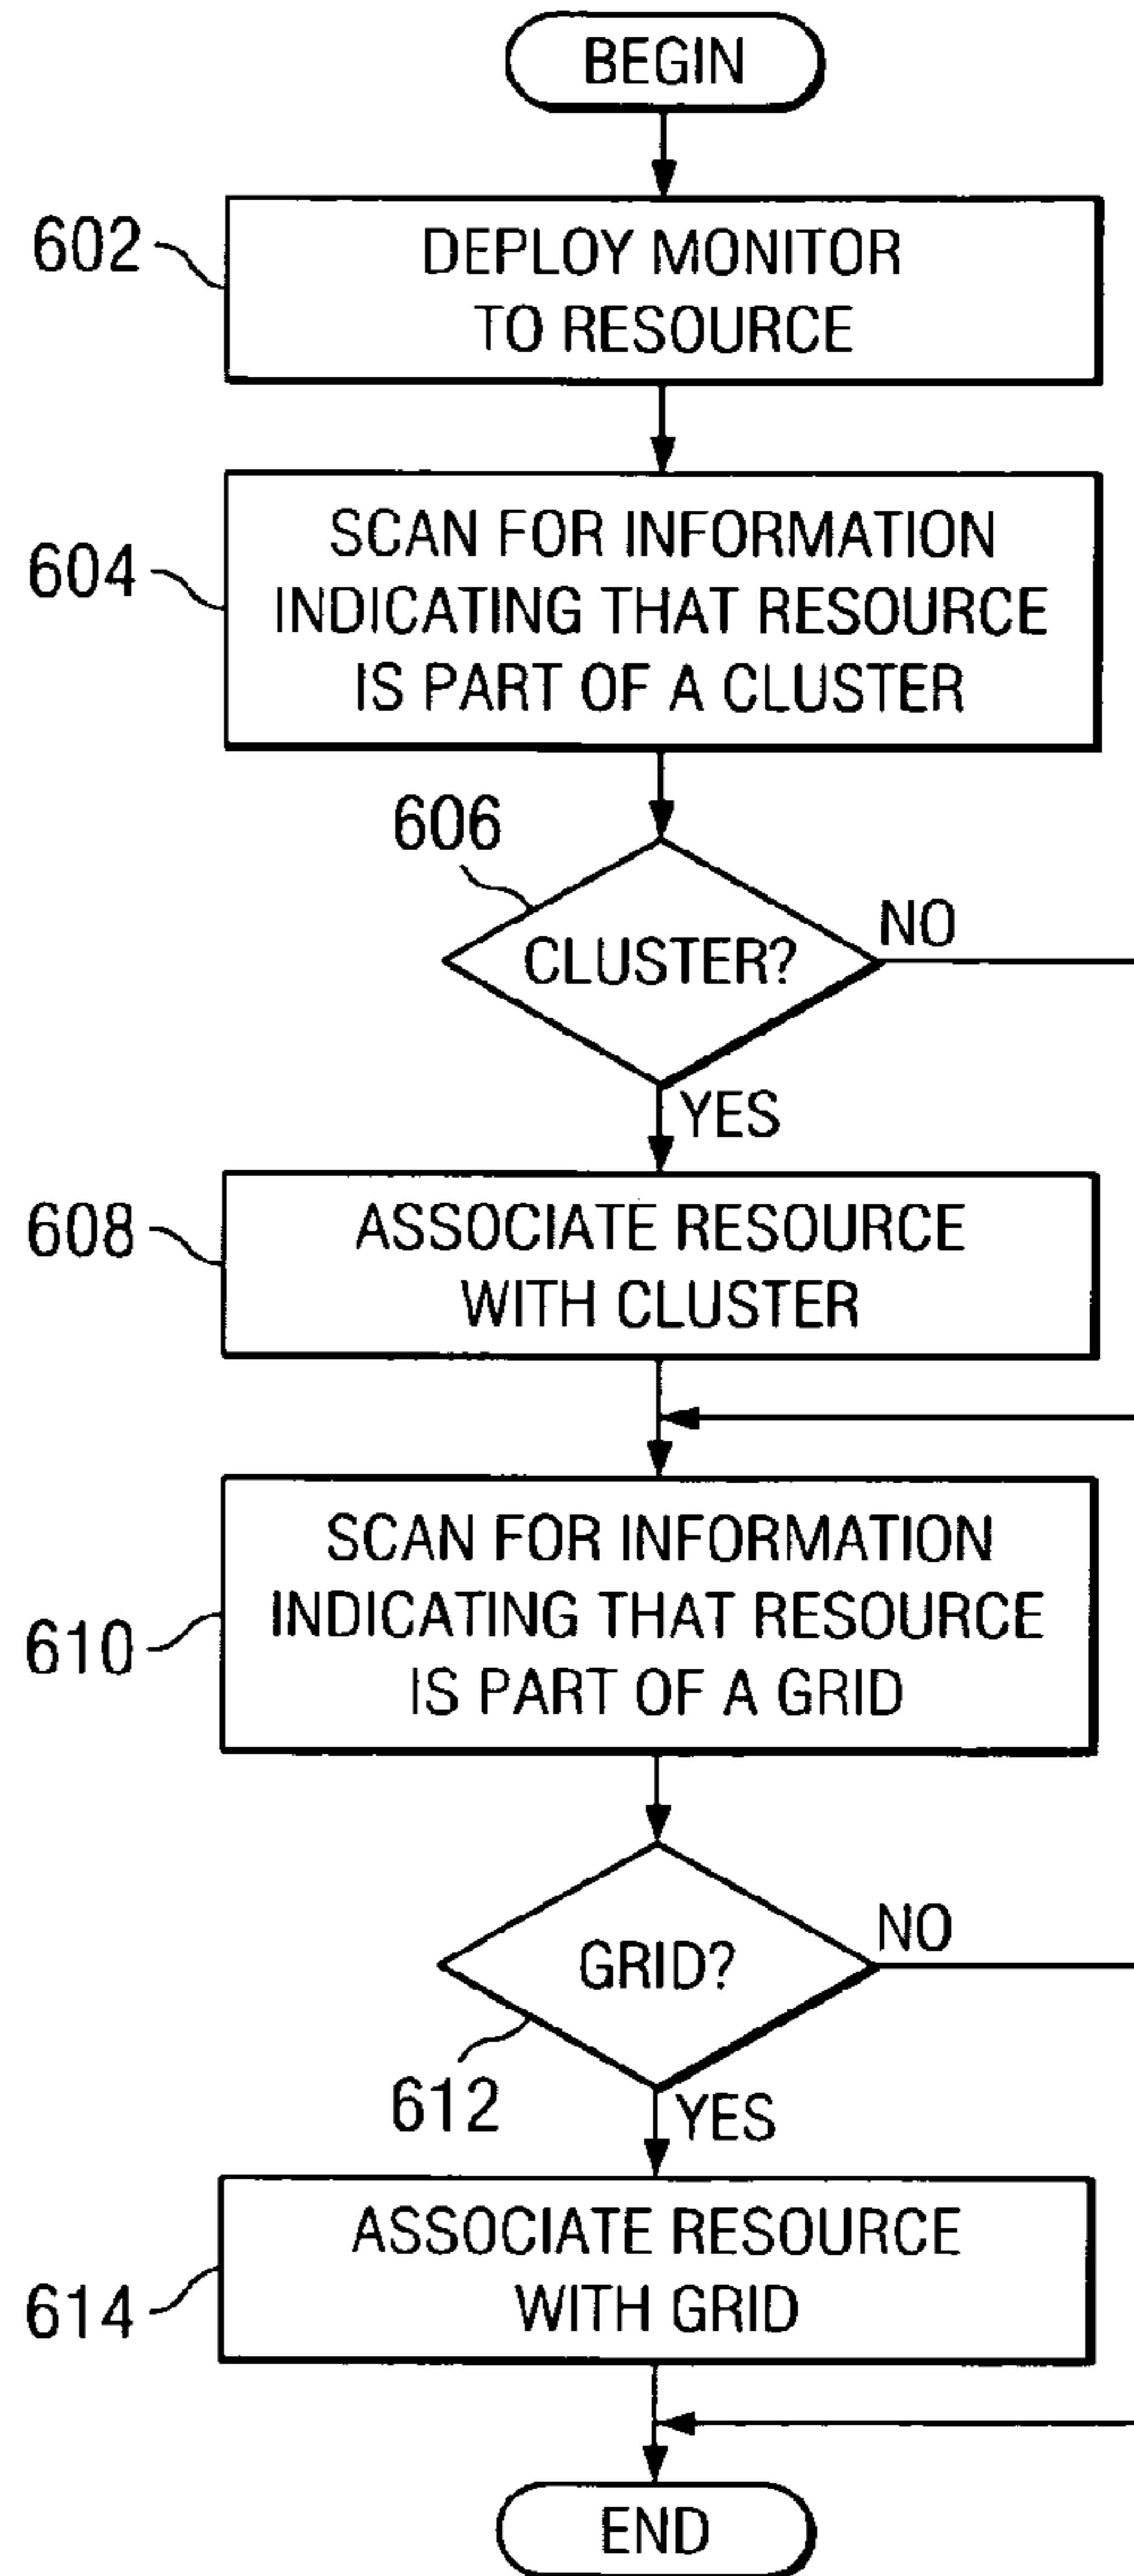 BEGIN
602
DEPLOY MONITOR
TO RESOURCE
604
SCAN FOR INFORMATION
INDICATING THAT RESOURCE
IS PART OF A CLUSTER
606
CLUSTER?
NO
YES
608
ASSOCIATE RESOURCE
WITH CLUSTER
610
SCAN FOR INFORMATION
INDICATING THAT RESOURCE
IS PART OF A GRID
GRID?
NO
612
YES
614
ASSOCIATE RESOURCE
WITH GRID
END